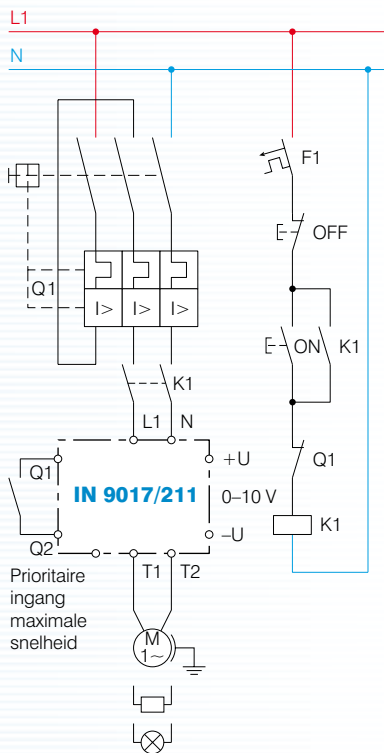 L1
N
F1
OFF
Q1
I> I> I>
ON K1
K1
L1 N
Q1
Q1 +U
IN 9017/211 0–10 V
K1
Q2 –U
T1 T2
Prioritaire
ingang
maximale
snelheid
M
1~